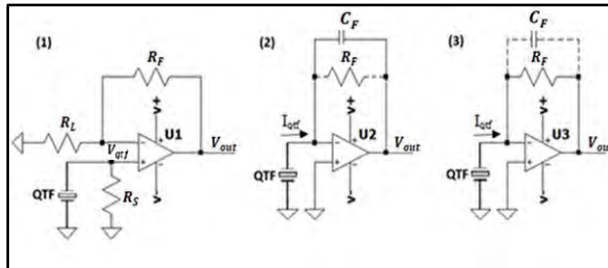 (1)
R_F
R_L
V+
U1
V_qtf
V_out
QTF
R_S
V-
(2)
C_F
R_F
V+
I_qtf
U2
V_out
QTF
V-
(3)
C_F
R_F
V+
I_qtf
U3
V_out
QTF
V-